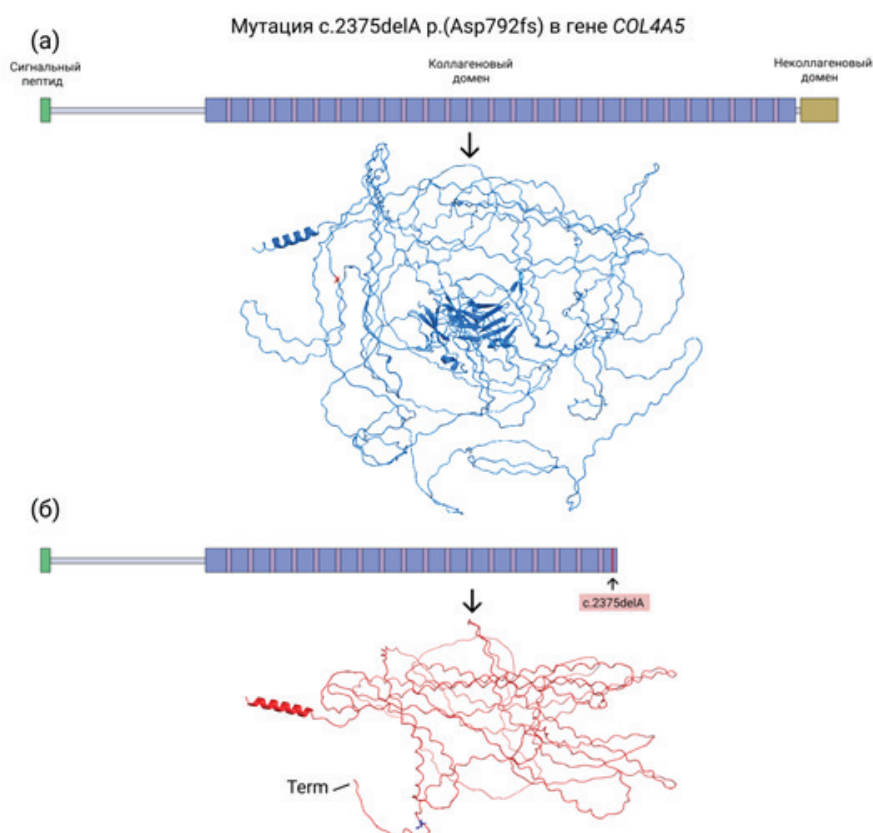 Мутация c.2375delA p.(Asp792fs) в гене COL4A5
(а)
Сигнальный
пептид
Коллагеновый
домен
Неколлагеновый
домен
(б)
c.2375delA
Term